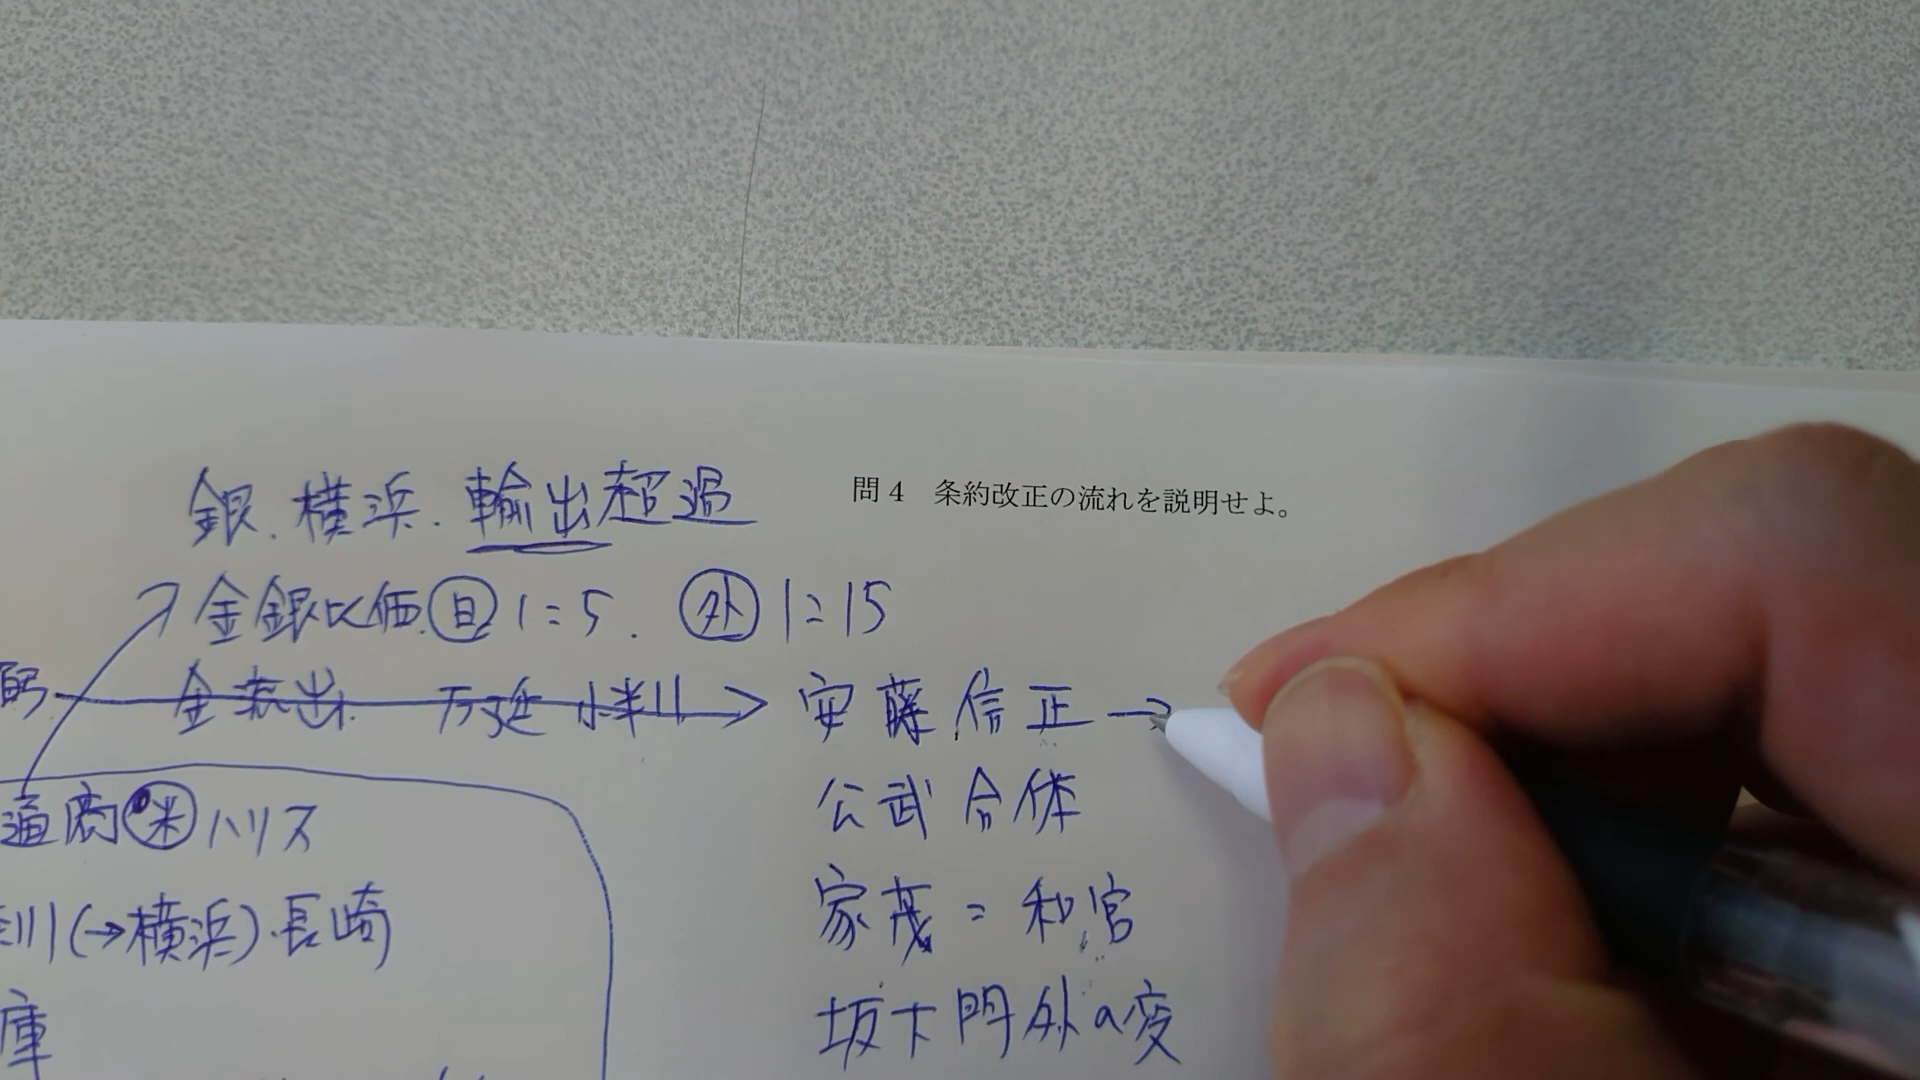 銀.横浜.輸出超過
問4 条約改正の流れを説明せよ。
金銀比価.日 1:5. 外 1:15
金流出. 万延小判 → 安藤信正→
公武合体
通商 米 ハリス
家茂=和宮
川(→横浜).長崎
坂下門外の変
庫